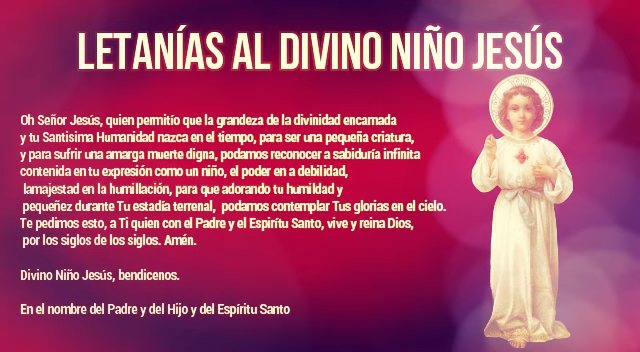 LETANÍAS AL DIVINO NIÑO JESÚS
Oh Señor Jesús, quien permitío que la grandeza de la divinidad encarnada
y tu Santisima Humanidad nazca en el tiempo, para ser una pequeña criatura,
y para sufrir una amarga muerte digna, podamos reconocer a sabiduría infinita
contenida en tu expresión como un niño, el poder en a debilidad,
lamajestad en la humillación, para que adorando tu humildad y
pequeñez durante Tu estadía terrenal, podamos contemplar Tus glorias en el cielo.
Te pedimos esto, a Ti quien con el Padre y el Espirítu Santo, vive y reina Dios,
por los siglos de los siglos. Amén.
Divino Niño Jesús, bendicenos.
En el nombre del Padre y del Hijo y del Espíritu Santo